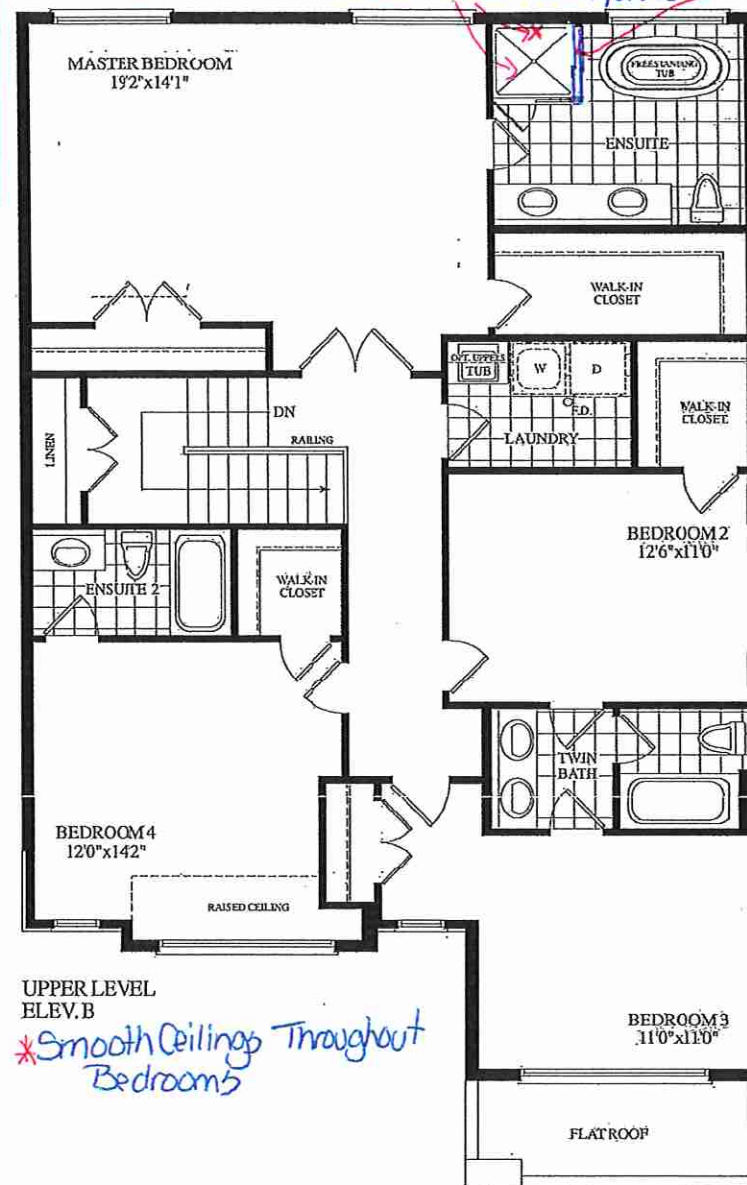 MASTER BEDROOM
19'2"x14'1"
FREESTANDING
TUB
ENSUITE
WALK-IN
CLOSET
OPT. UPPERS
TUB
W
D
F.D.
LAUNDRY
WALK-IN
CLOSET
LINEN
DN
RAILING
BEDROOM 2
12'6"x11'0"
ENSUITE 2
WALK-IN
CLOSET
TWIN
BATH
BEDROOM 4
12'0"x14'2"
RAISED CEILING
UPPER LEVEL
ELEV. B
*Smooth Ceilings Throughout
Bedrooms
BEDROOM 3
11'0"x11'0"
FLAT ROOF